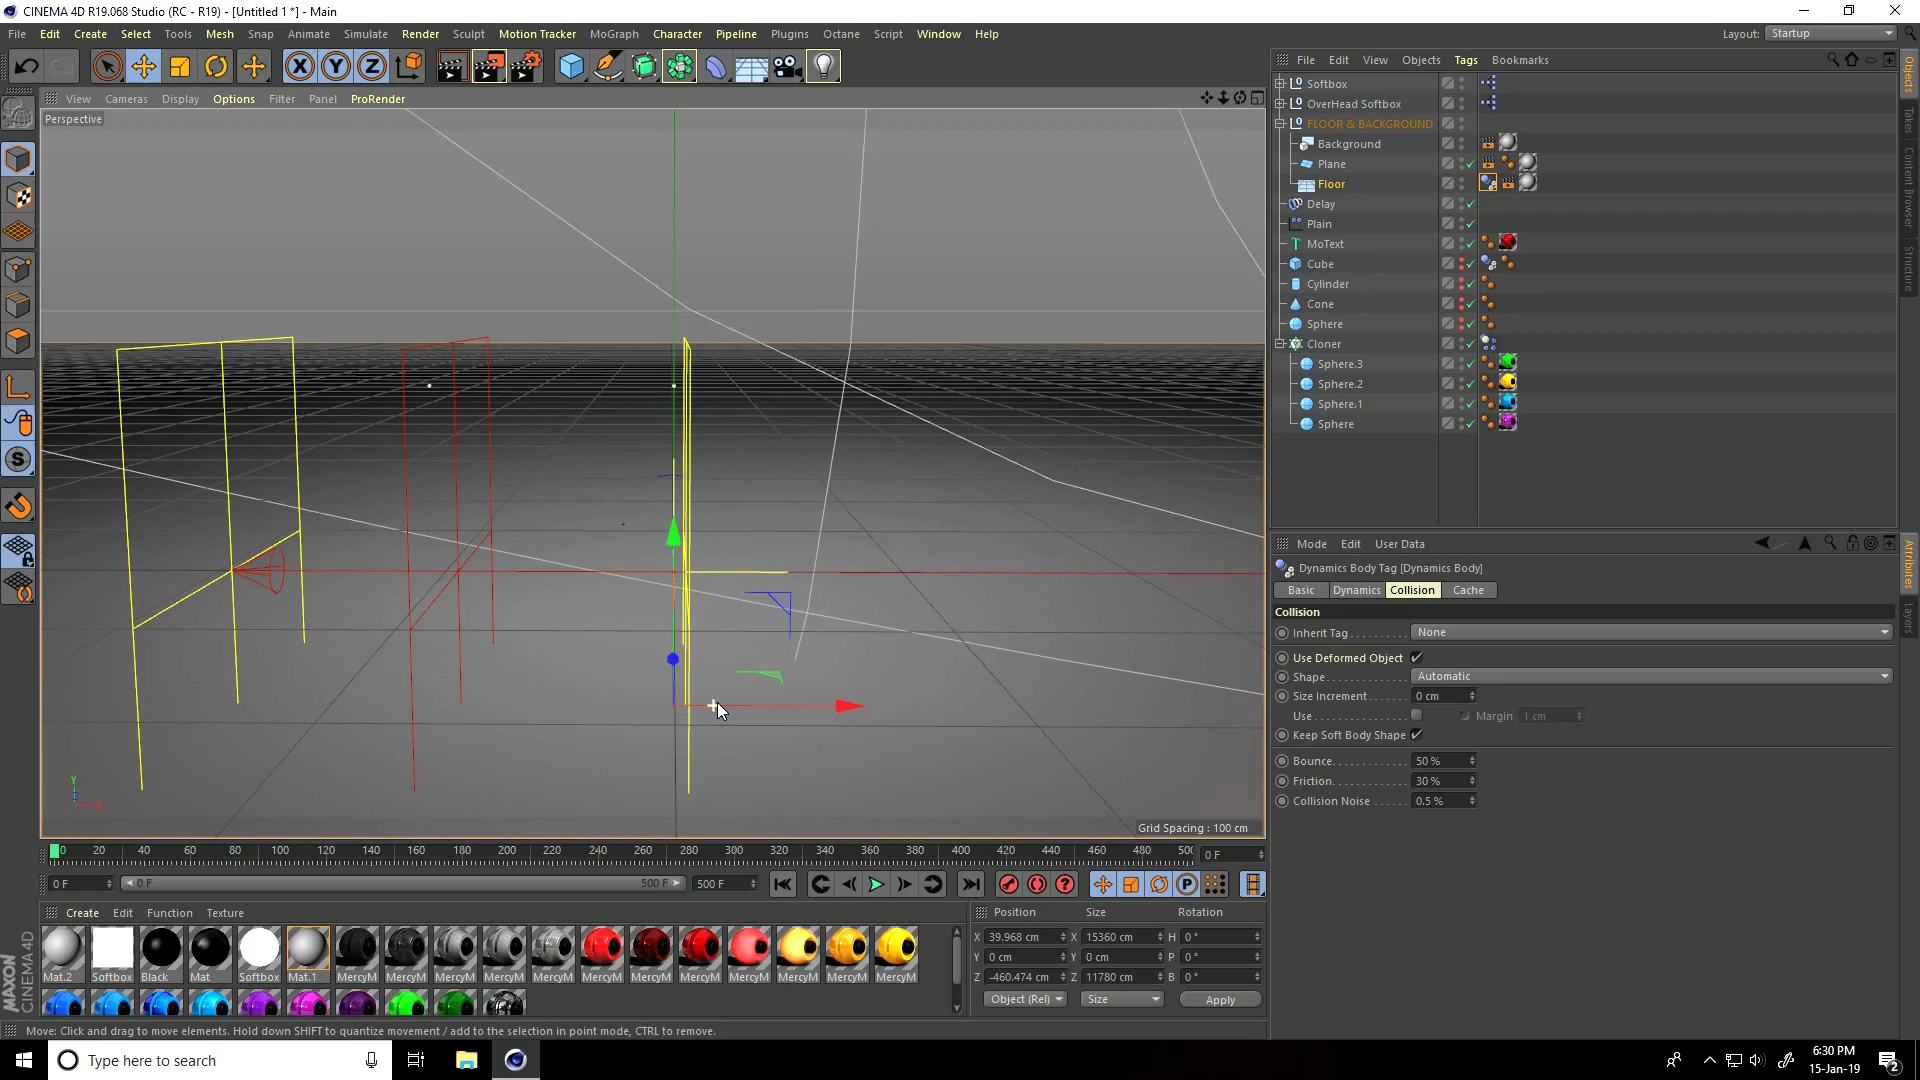 CINEMA 4D R19.068 Studio (RC - R19) - [Untitled 1 *] - Main
File Edit Create Select Tools Mesh Snap Animate Simulate Render Sculpt Motion Tracker MoGraph Character Pipeline Plugins Octane Script Window Help
Layout: Startup
View Cameras Display Options Filter Panel ProRender
Perspective
Grid Spacing : 100 cm
File Edit View Objects Tags Bookmarks
Softbox
OverHead Softbox
FLOOR & BACKGROUND
Background
Plane
Floor
Delay
Plain
MoText
Cube
Cylinder
Cone
Sphere
Cloner
Sphere.3
Sphere.2
Sphere.1
Sphere
Objects
Takes
Content Browser
Structure
Mode Edit User Data
Dynamics Body Tag [Dynamics Body]
Basic Dynamics Collision Cache
Collision
Inherit Tag None
Use Deformed Object
Shape Automatic
Size Increment 0 cm
Use Margin 1 cm
Keep Soft Body Shape
Bounce 50 %
Friction 30 %
Collision Noise 0.5 %
Attributes
Layers
0 20 40 60 80 100 120 140 160 180 200 220 240 260 280 300 320 340 360 380 400 420 440 460 480 500
0 F
0 F 0 F 500 F 500 F
Create Edit Function Texture
Mat.2 Softbox Black Mat Softbox Mat.1 MercyM MercyM MercyM MercyM MercyM MercyM MercyM MercyM MercyM MercyM MercyM MercyM
Position Size Rotation
X 39.968 cm X 15360 cm H 0 °
Y 0 cm Y 0 cm P 0 °
Z -460.474 cm Z 11780 cm B 0 °
Object (Rel) Size Apply
MAXON
CINEMA 4D
Move: Click and drag to move elements. Hold down SHIFT to quantize movement / add to the selection in point mode, CTRL to remove.
Type here to search
6:30 PM
15-Jan-19
2